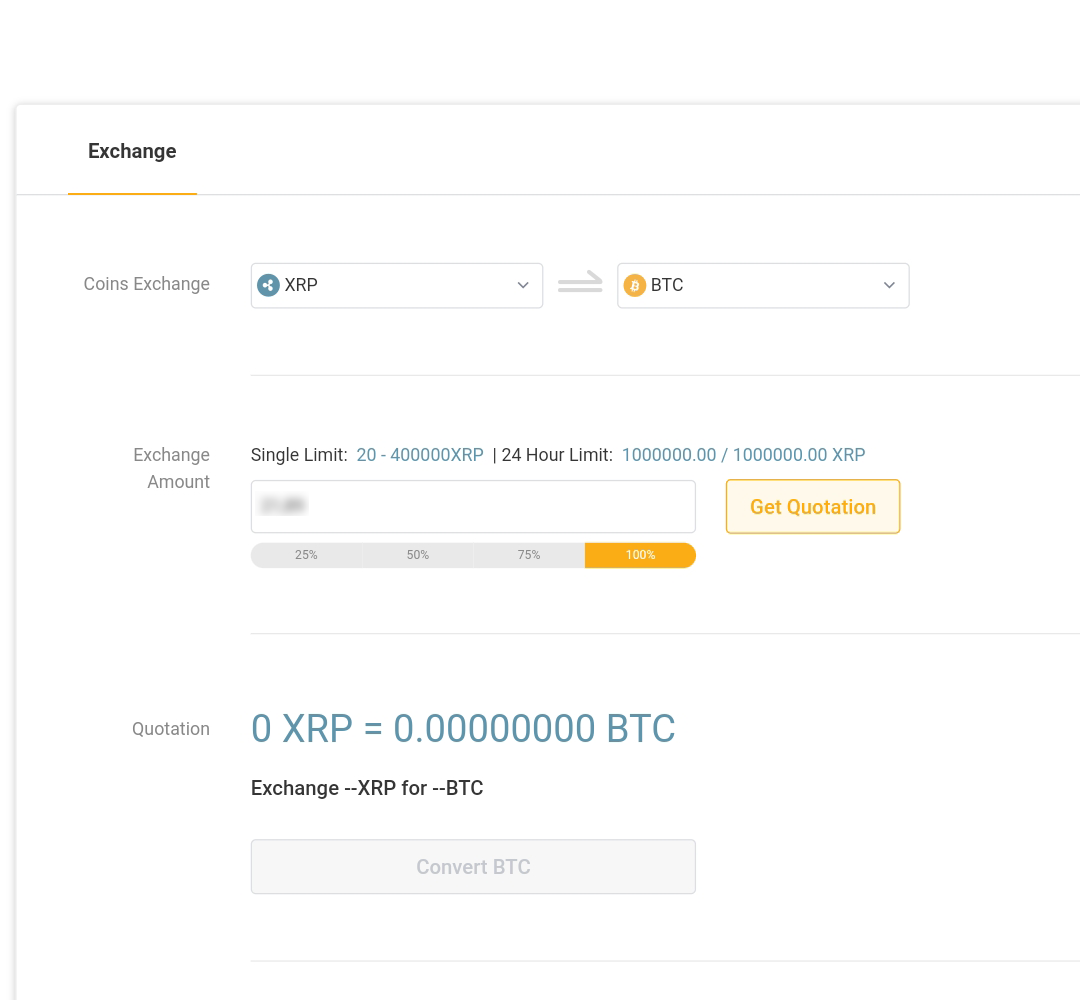 Exchange
Coins Exchange XRP BTC
Exchange Amount
Single Limit: 20 - 400000XRP | 24 Hour Limit: 1000000.00 / 1000000.00 XRP
Get Quotation
25% 50% 75% 100%
Quotation 0 XRP = 0.00000000 BTC
Exchange --XRP for --BTC
Convert BTC